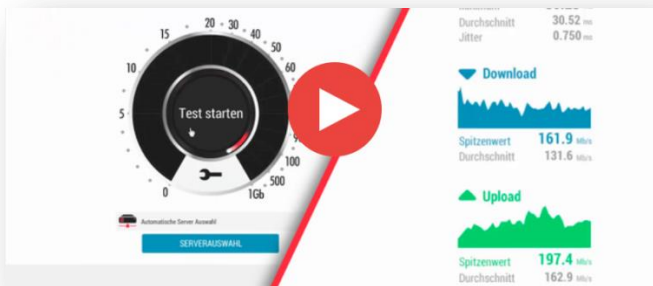 15
20
30
40
50
60
10
5
Test starten
9
100
500
0
1Gb
Automatische Server Auswahl
SERVERAUSWAHL
Durchschnitt 30.52 ms
Jitter 0.750 ms
Download
Spitzenwert 161.9 Mb/s
Durchschnitt 131.6 Mb/s
Upload
Spitzenwert 197.4 Mb/s
Durchschnitt 162.9 Mb/s